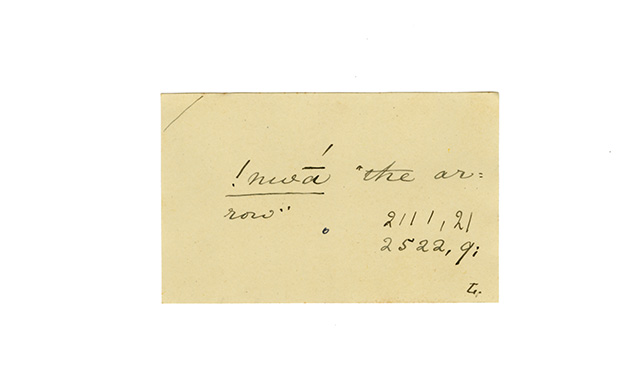 !nwā́ "the ar=
row"
2111, 21
2522, 9;
L.